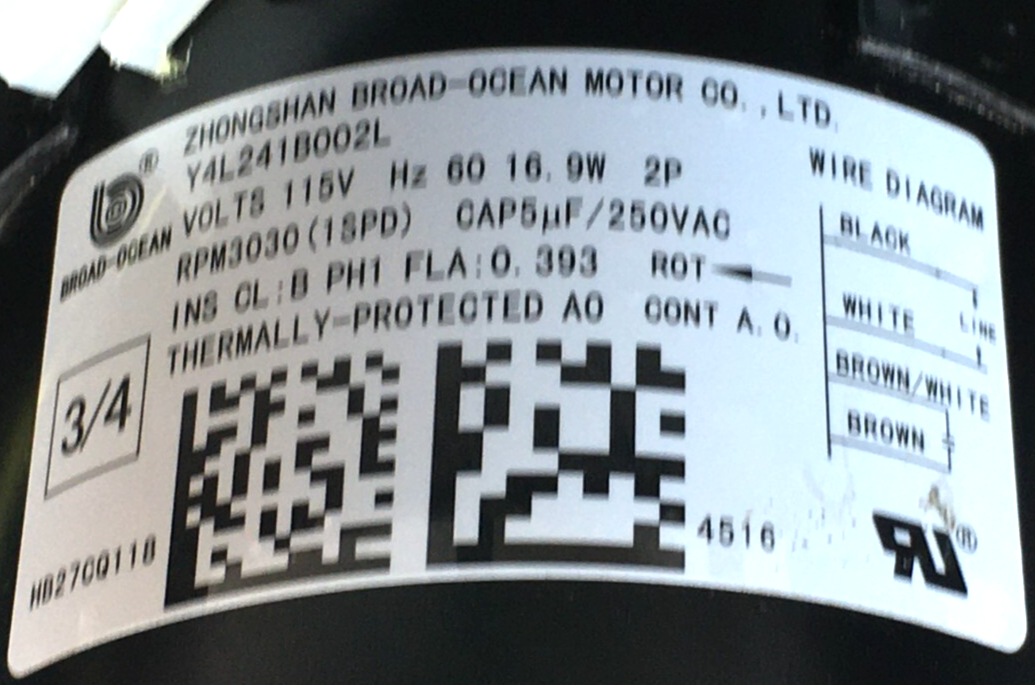 ZHONGSHAN BROAD-OCEAN MOTOR CO., LTD.
Y4L241B002L
VOLTS 115V Hz 60 16.9W 2P
RPM3030(1SPD) CAP5µF/250VAC
INS CL:B PH1 FLA:0.393 ROT
THERMALLY-PROTECTED AO CONT A.O.
®
BROAD-OCEAN
3/4
HB27CQ118
4516
WIRE DIAGRAM
BLACK
WHITE
LINE
BROWN/WHITE
BROWN
RU®